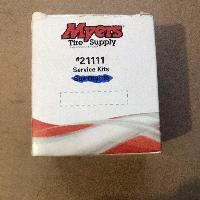 Myers
Tire Supply
#21111
Service Kits